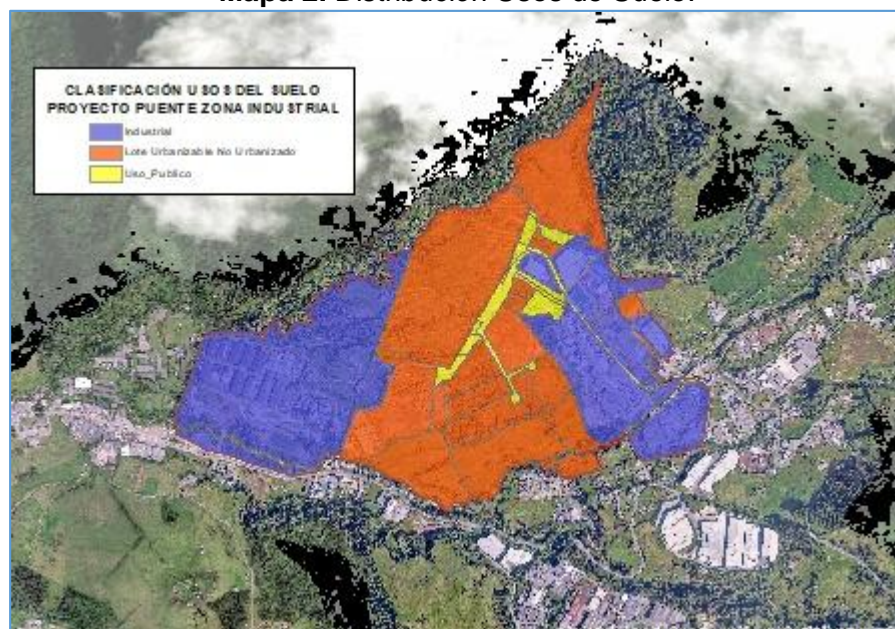 Mapa 2. Distribución Usos de Suelo.
CLASIFICACIÓN USOS DEL SUELO
PROYECTO PUENTE ZONA INDUSTRIAL
Industrial
Lote Urbanizable No Urbanizado
Uso_Publico